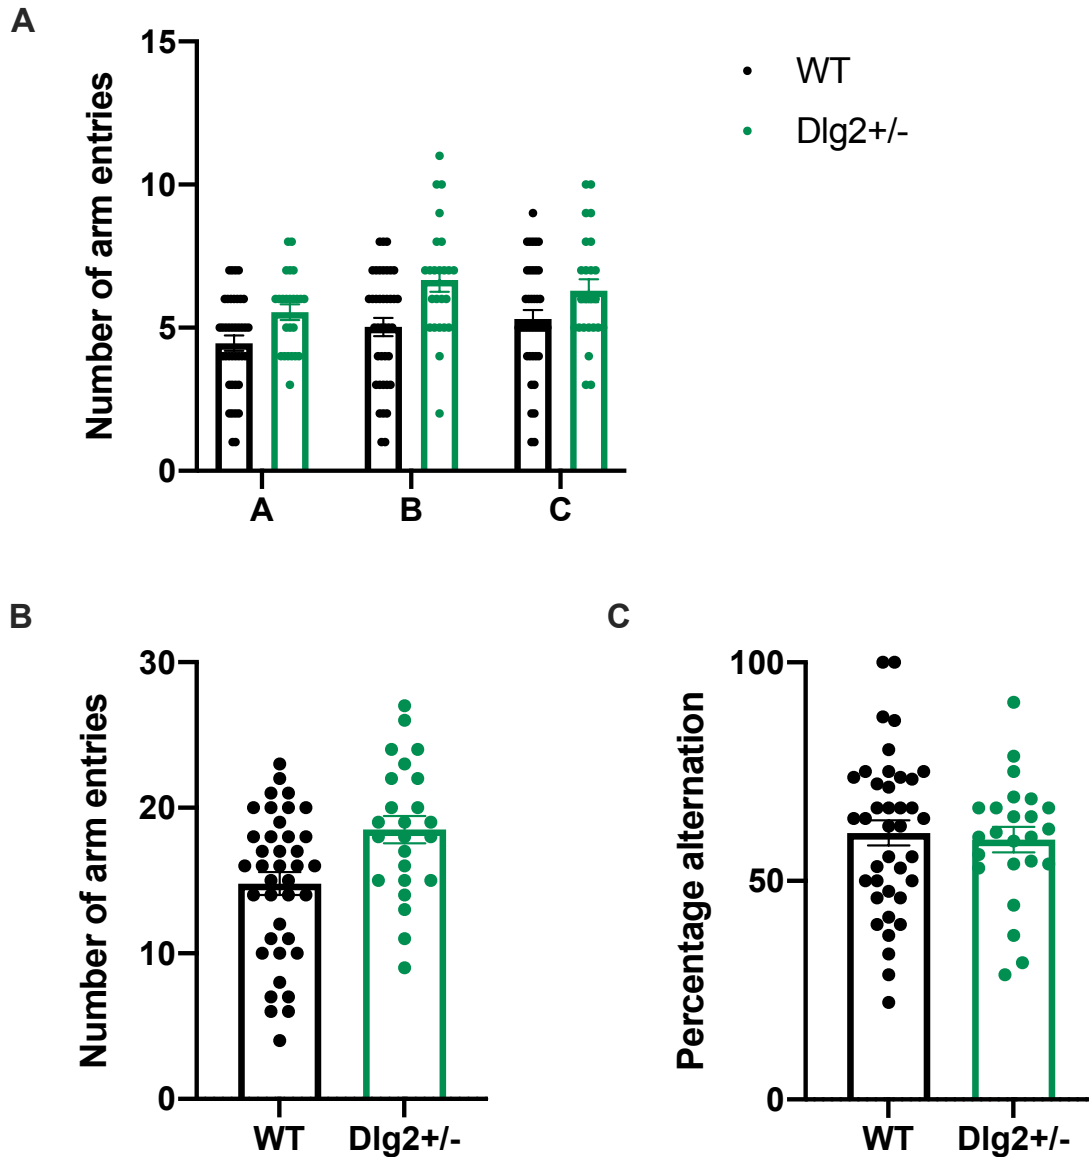 A
Number of arm entries
15
10
5
0
A B C
WT
Dlg2+/-
B
Number of arm entries
30
20
10
0
WT Dlg2+/-
C
Percentage alternation
100
50
0
WT Dlg2+/-